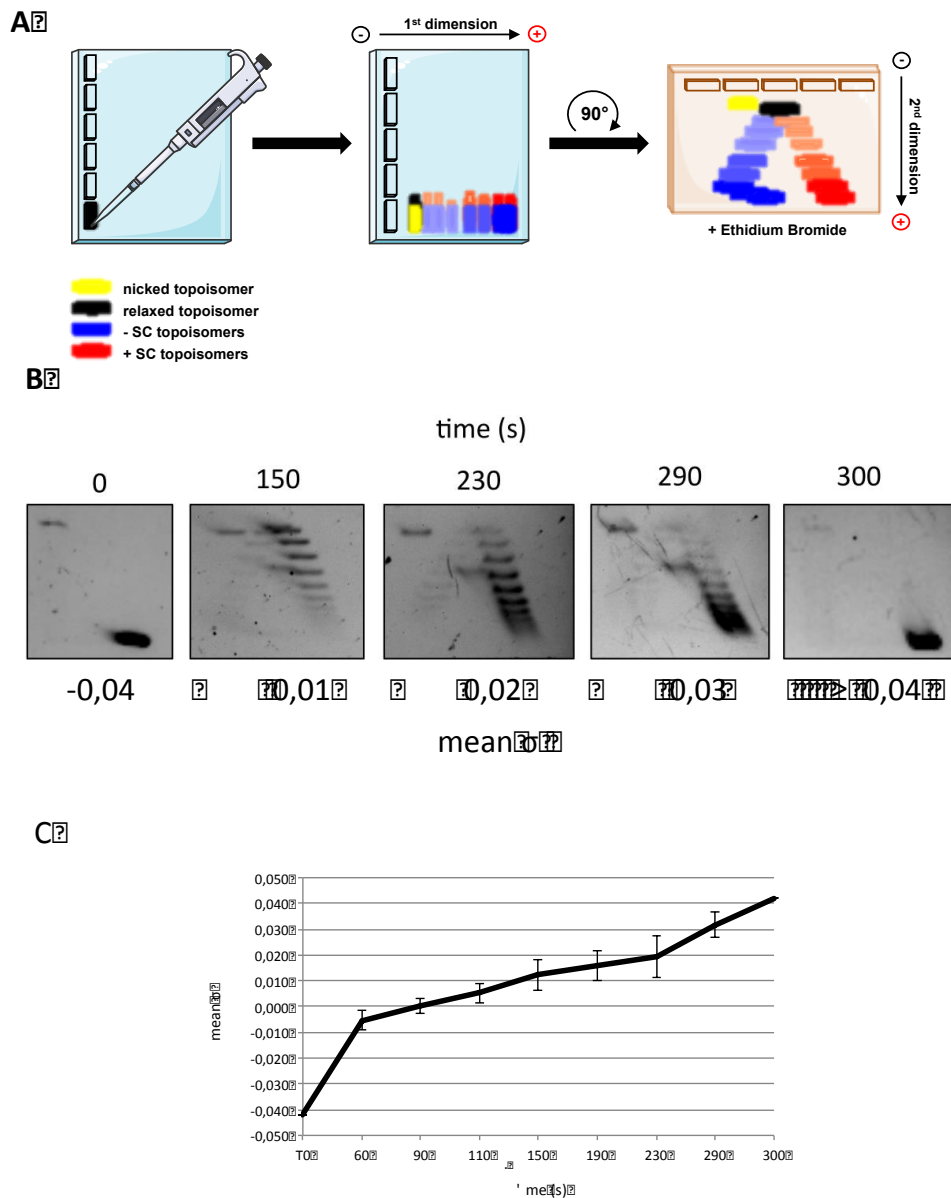 A
1st dimension
-
+
90°
-
2nd dimension
+
+ Ethidium Bromide
nicked topoisomer
relaxed topoisomer
- SC topoisomers
+ SC topoisomers
B
time (s)
0
150
230
290
300
-0,04
0,01
0,02
0,03
> 0,04
mean σ
C
0,050
0,040
0,030
0,020
0,010
0,000
-0,010
-0,020
-0,030
-0,040
-0,050
mean
T0
60
90
110
150
190
230
290
300
me(s)